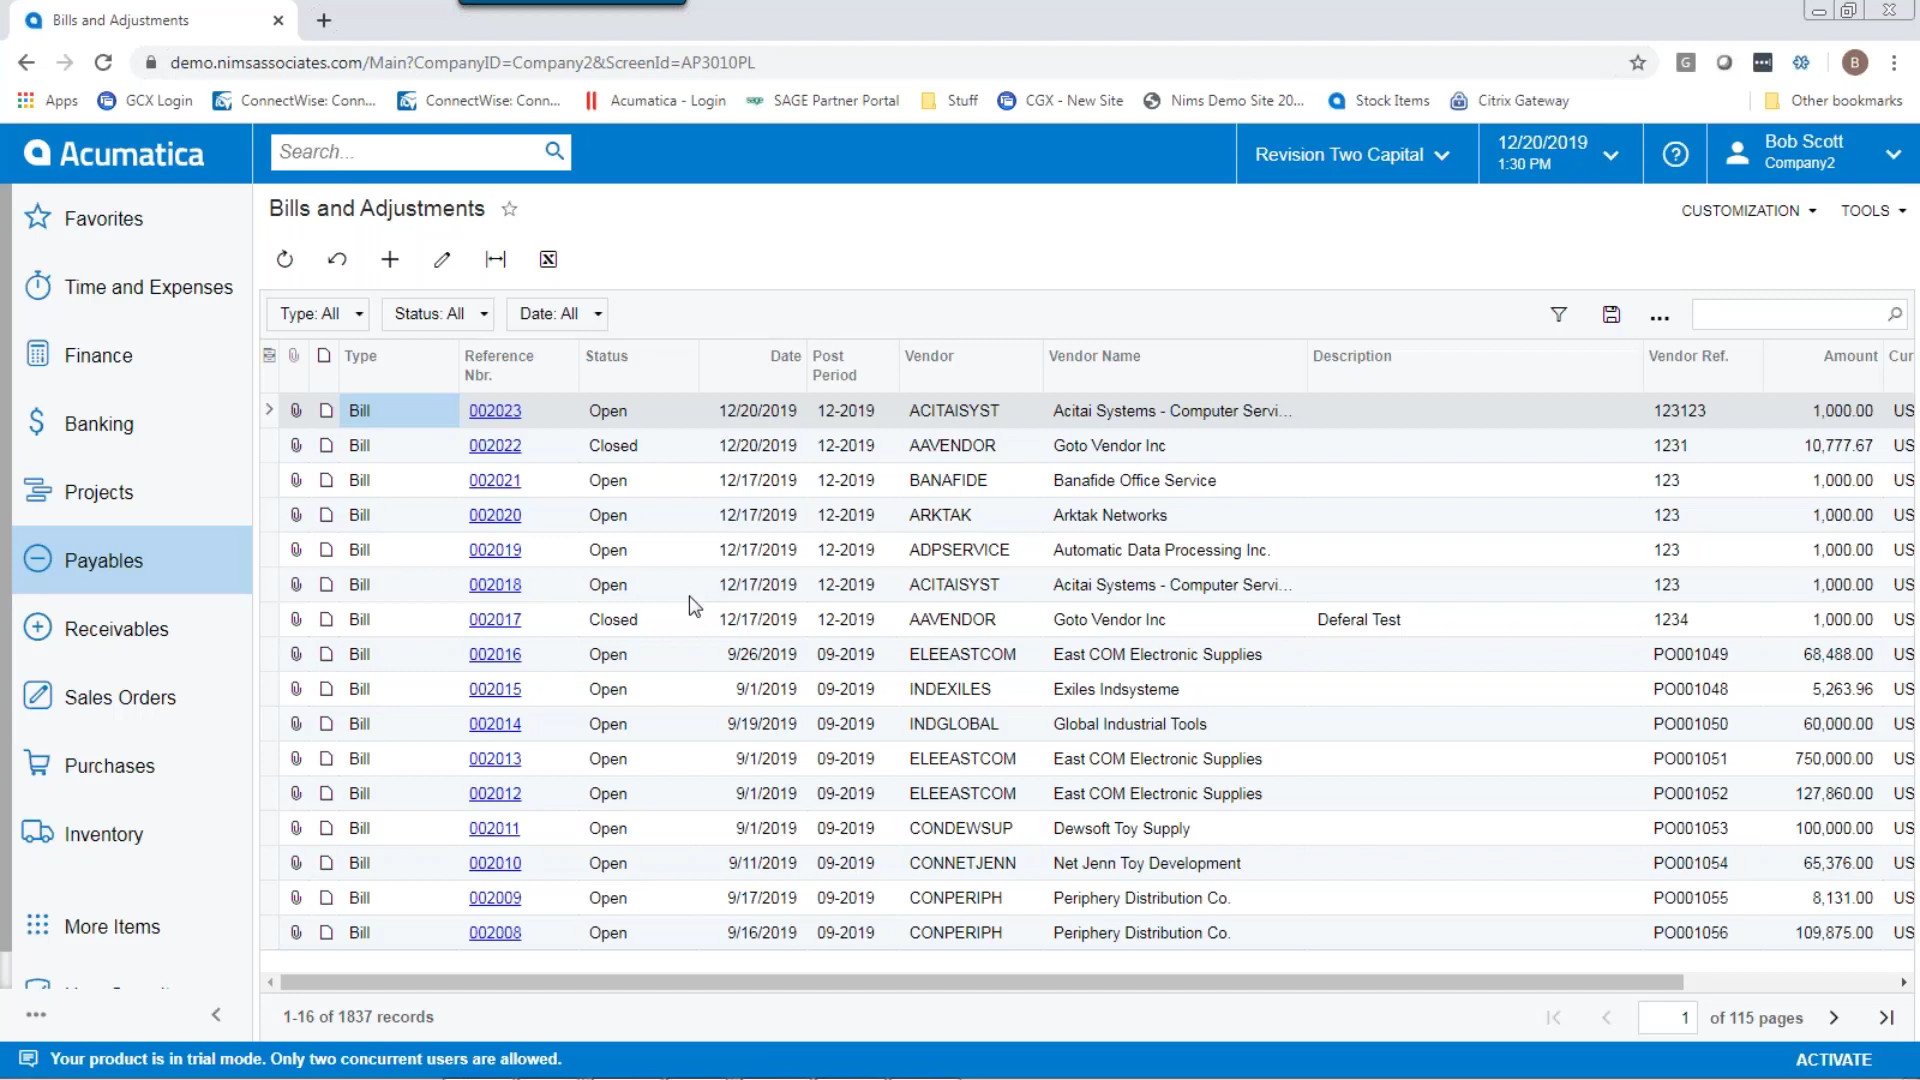 Bills and Adjustments
demo.nimsassociates.com/Main?CompanyID=Company2&ScreenId=AP3010PL
G
B
Apps GCX Login ConnectWise: Conn... ConnectWise: Conn... Acumatica - Login SAGE Partner Portal Stuff CGX - New Site Nims Demo Site 20... Stock Items Citrix Gateway Other bookmarks
Acumatica
Search...
Revision Two Capital
12/20/2019
1:30 PM
Bob Scott
Company2
Favorites
Time and Expenses
Finance
Banking
Projects
Payables
Receivables
Sales Orders
Purchases
Inventory
More Items
Bills and Adjustments
CUSTOMIZATION TOOLS
Type: All Status: All Date: All
Type Reference Nbr. Status Date Post Period Vendor Vendor Name Description Vendor Ref. Amount Cur
Bill 002023 Open 12/20/2019 12-2019 ACITAISYST Acitai Systems - Computer Servi... 123123 1,000.00 US
Bill 002022 Closed 12/20/2019 12-2019 AAVENDOR Goto Vendor Inc 1231 10,777.67 US
Bill 002021 Open 12/17/2019 12-2019 BANAFIDE Banafide Office Service 123 1,000.00 US
Bill 002020 Open 12/17/2019 12-2019 ARKTAK Arktak Networks 123 1,000.00 US
Bill 002019 Open 12/17/2019 12-2019 ADPSERVICE Automatic Data Processing Inc. 123 1,000.00 US
Bill 002018 Open 12/17/2019 12-2019 ACITAISYST Acitai Systems - Computer Servi... 123 1,000.00 US
Bill 002017 Closed 12/17/2019 12-2019 AAVENDOR Goto Vendor Inc Deferal Test 1234 1,000.00 US
Bill 002016 Open 9/26/2019 09-2019 ELEEASTCOM East COM Electronic Supplies PO001049 68,488.00 US
Bill 002015 Open 9/1/2019 09-2019 INDEXILES Exiles Indsysteme PO001048 5,263.96 US
Bill 002014 Open 9/19/2019 09-2019 INDGLOBAL Global Industrial Tools PO001050 60,000.00 US
Bill 002013 Open 9/1/2019 09-2019 ELEEASTCOM East COM Electronic Supplies PO001051 750,000.00 US
Bill 002012 Open 9/1/2019 09-2019 ELEEASTCOM East COM Electronic Supplies PO001052 127,860.00 US
Bill 002011 Open 9/1/2019 09-2019 CONDEWSUP Dewsoft Toy Supply PO001053 100,000.00 US
Bill 002010 Open 9/11/2019 09-2019 CONNETJENN Net Jenn Toy Development PO001054 65,376.00 US
Bill 002009 Open 9/17/2019 09-2019 CONPERIPH Periphery Distribution Co. PO001055 8,131.00 US
Bill 002008 Open 9/16/2019 09-2019 CONPERIPH Periphery Distribution Co. PO001056 109,875.00 US
1-16 of 1837 records
1 of 115 pages
Your product is in trial mode. Only two concurrent users are allowed.
ACTIVATE